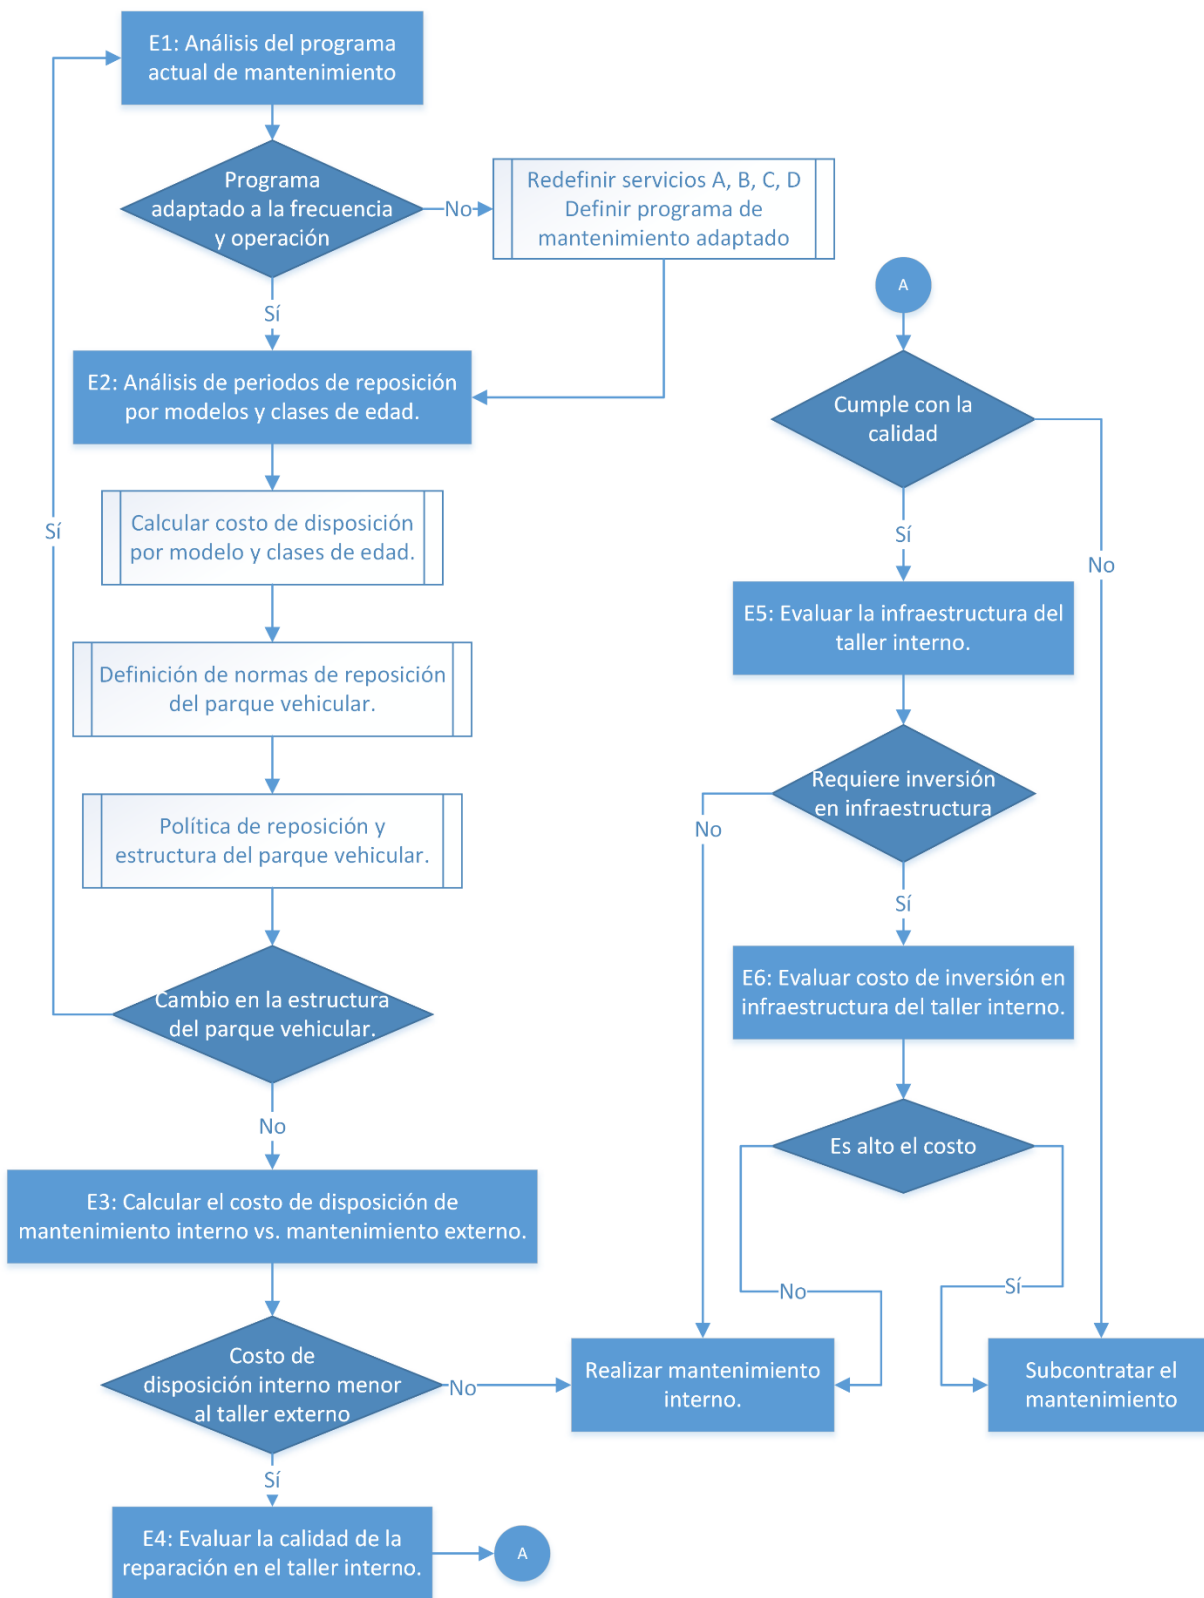 E1: Análisis del programa
actual de mantenimiento
Programa
adaptado a la frecuencia
y operación
No
Redefinir servicios A, B, C, D
Definir programa de
mantenimiento adaptado
Sí
E2: Análisis de periodos de reposición
por modelos y clases de edad.
Calcular costo de disposición
por modelo y clases de edad.
Sí
Definición de normas de reposición
del parque vehicular.
Política de reposición y
estructura del parque vehicular.
Cambio en la estructura
del parque vehicular.
No
E3: Calcular el costo de disposición de
mantenimiento interno vs. mantenimiento externo.
Costo de
disposición interno menor
al taller externo
No
Sí
E4: Evaluar la calidad de la
reparación en el taller interno.
A
A
Cumple con la
calidad
Sí
No
E5: Evaluar la infraestructura del
taller interno.
Requiere inversión
en infraestructura
No
Sí
E6: Evaluar costo de inversión en
infraestructura del taller interno.
Es alto el costo
No
Sí
Realizar mantenimiento
interno.
Subcontratar el
mantenimiento